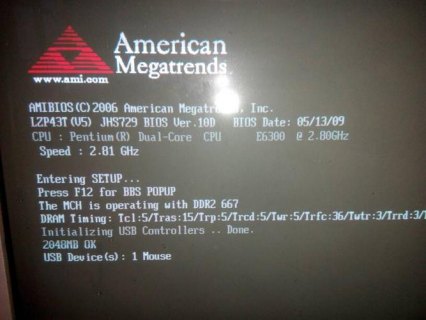 American
Megatrends
www.ami.com
AMIBIOS(C)2006 American Megatrends, Inc.
LZP43T(V5) JHS729 BIOS Ver.10D BIOS Date: 05/13/09
CPU : Pentium(R) Dual-Core CPU E6300 @ 2.80GHz
Speed : 2.81 GHz
Entering SETUP...
Press F12 for BBS POPUP
The MCH is operating with DDR2 667
DRAM Timing: Tcl:5/Tras:15/Trp:5/Trcd:5/Twr:5/Trfc:36/Twtr:3/Trrd:3/T
Initializing USB Controllers .. Done.
2048MB OK
USB Device(s): 1 Mouse